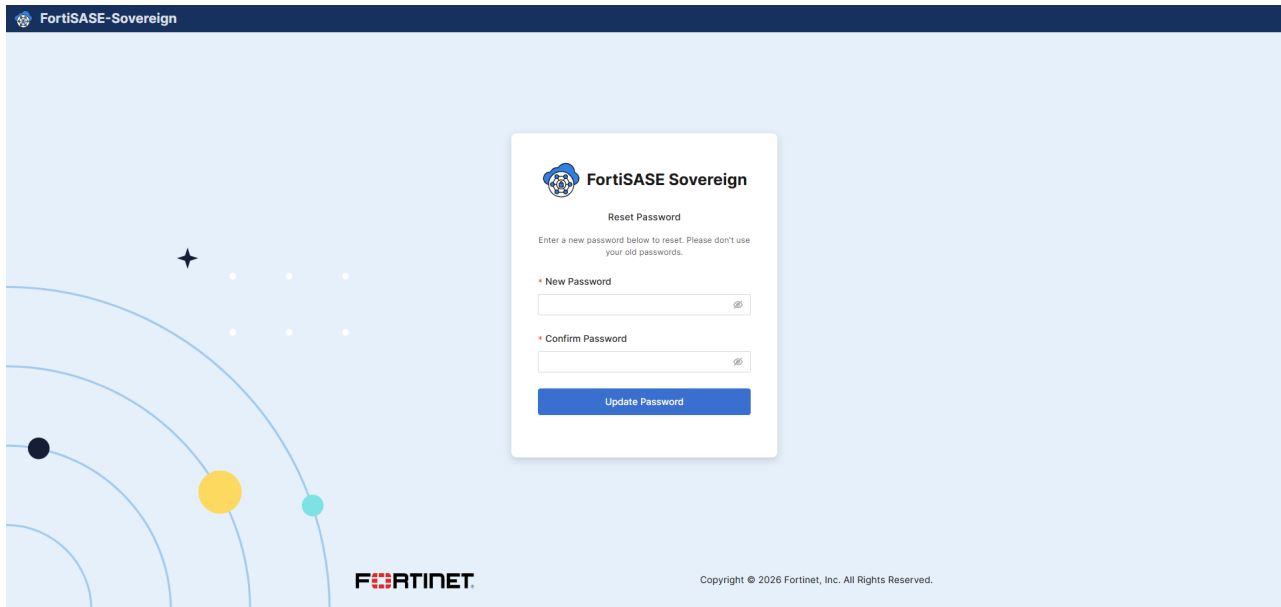 FortiSASE-Sovereign
FortiSASE Sovereign
Reset Password
Enter a new password below to reset. Please don't use
your old passwords.
* New Password
* Confirm Password
Update Password
FORTINET
Copyright © 2026 Fortinet, Inc. All Rights Reserved.